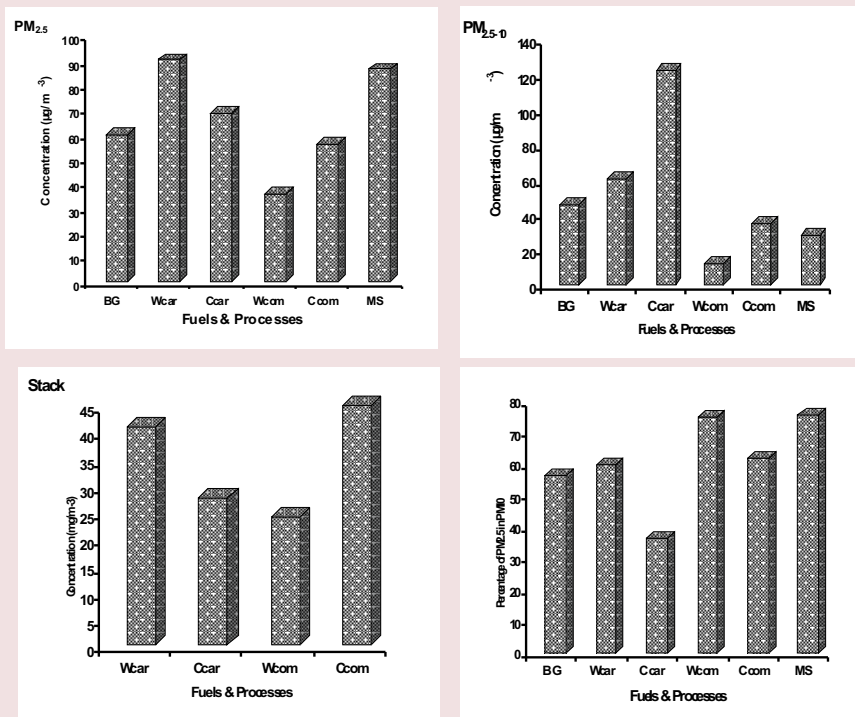 PM2.5
100
90
80
70
60
50
40
30
20
10
0
Concentration (µg/m -3)
BG Wcar Ccar Wcom Ccom MS
Fuels & Processes
PM2.5-10
140
120
100
80
60
40
20
0
Concentration (µg/m -3)
BG Wcar Ccar Wcom Ccom MS
Fuels & Processes
Stack
45
40
35
30
25
20
15
10
5
0
Concentration (mg/m-3)
Wcar Ccar Wcom Ccom
Fuels & Processes
80
70
60
50
40
30
20
10
0
Percentage of PM2.5 in PM10
BG Wcar Ccar Wcom Ccom MS
Fuels & Processes